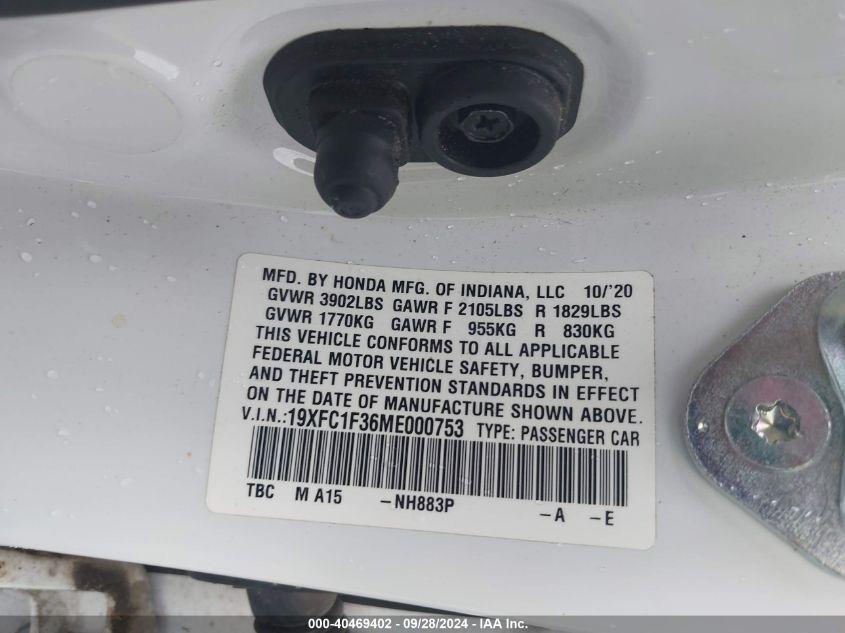 MFD. BY HONDA MFG. OF INDIANA, LLC 10/'20
GVWR 3902LBS GAWR F 2105LBS R 1829LBS
GVWR 1770KG GAWR F 955KG R 830KG
THIS VEHICLE CONFORMS TO ALL APPLICABLE
FEDERAL MOTOR VEHICLE SAFETY, BUMPER,
AND THEFT PREVENTION STANDARDS IN EFFECT
ON THE DATE OF MANUFACTURE SHOWN ABOVE.
V.I.N.:19XFC1F36ME000753 TYPE: PASSENGER CAR
TBC M A15 -NH883P -A -E
000-40469402 - 09/28/2024 - IAA Inc.